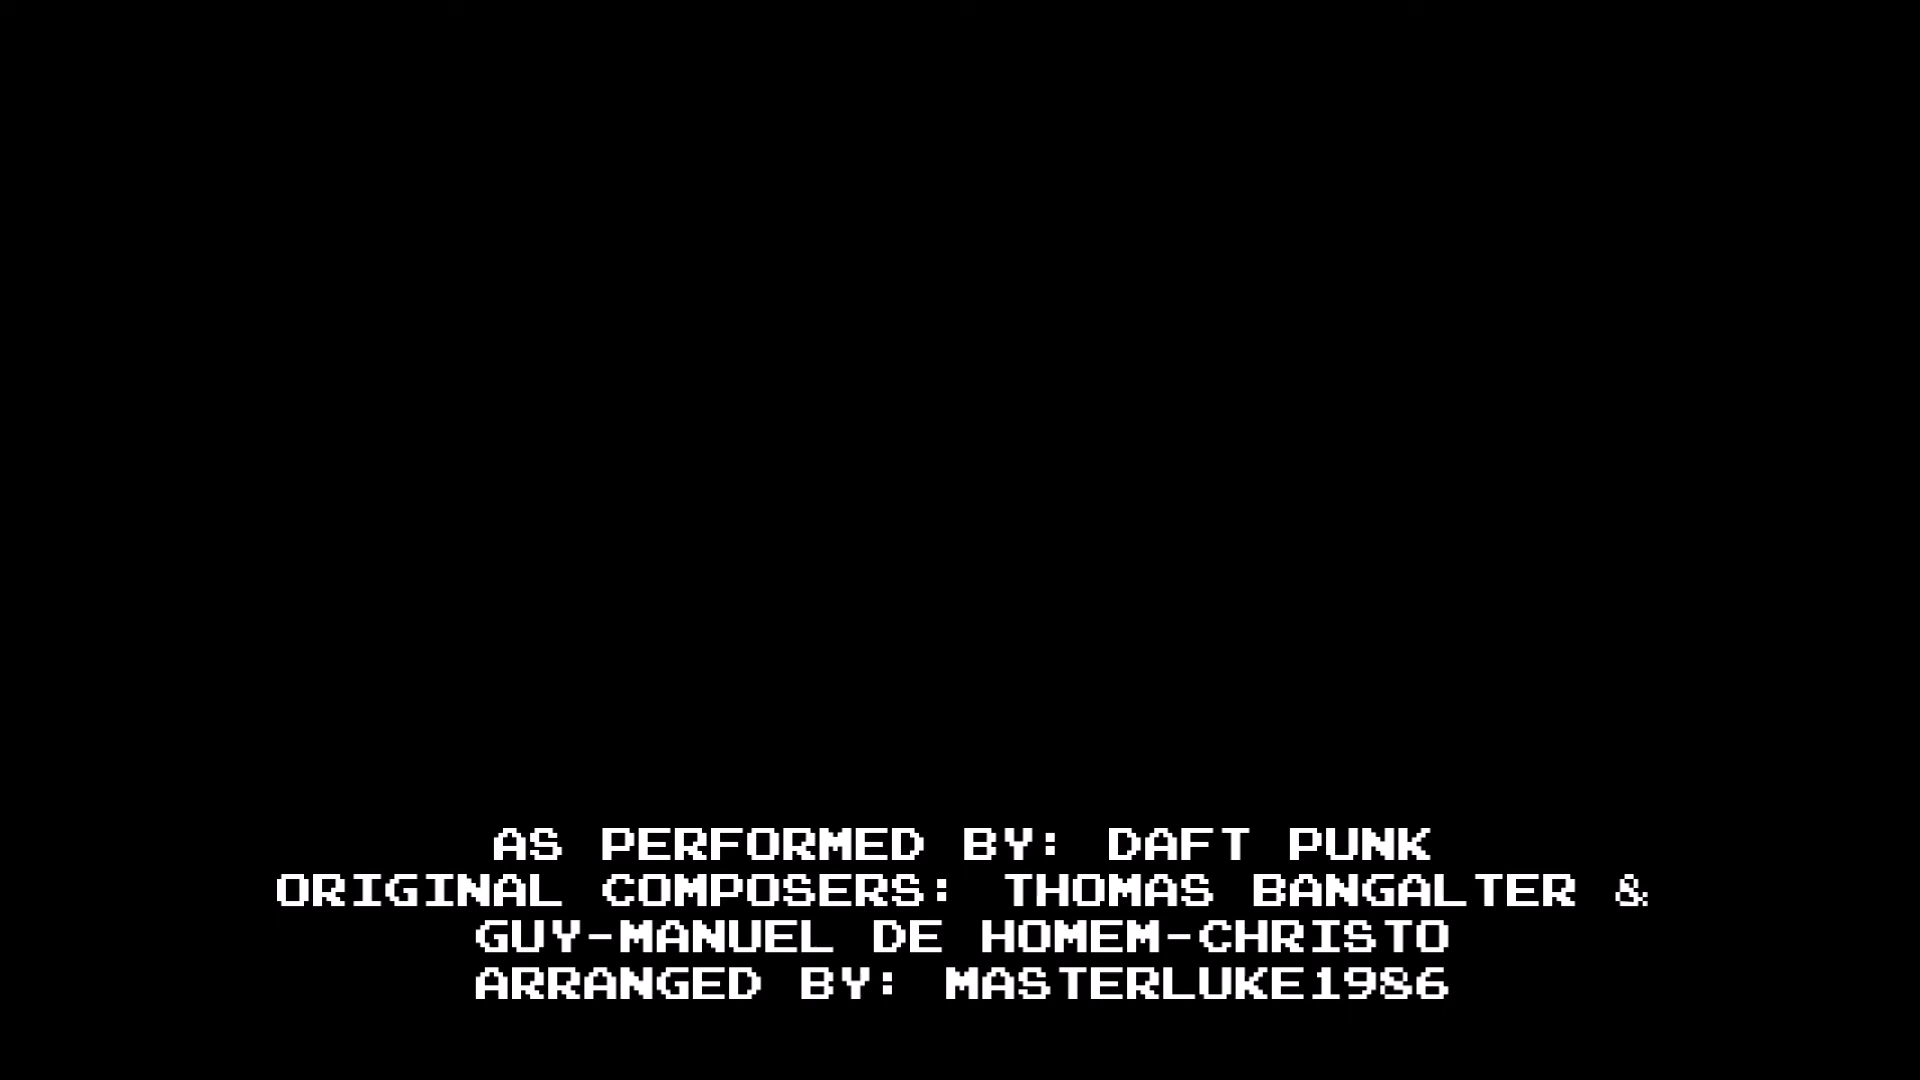 AS PERFORMED BY: DAFT PUNK
ORIGINAL COMPOSERS: THOMAS BANGALTER &
GUY-MANUEL DE HOMEM-CHRISTO
ARRANGED BY: MASTERLUKE1986